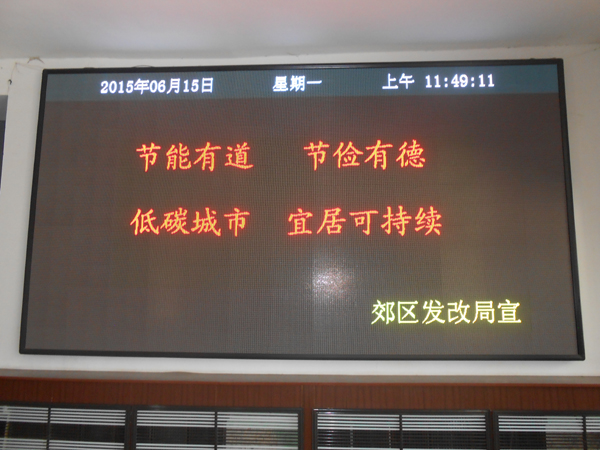 2015年06月15日 星期一 上午 11:49:11
节能有道 节俭有德
低碳城市 宜居可持续
郊区发改局宣